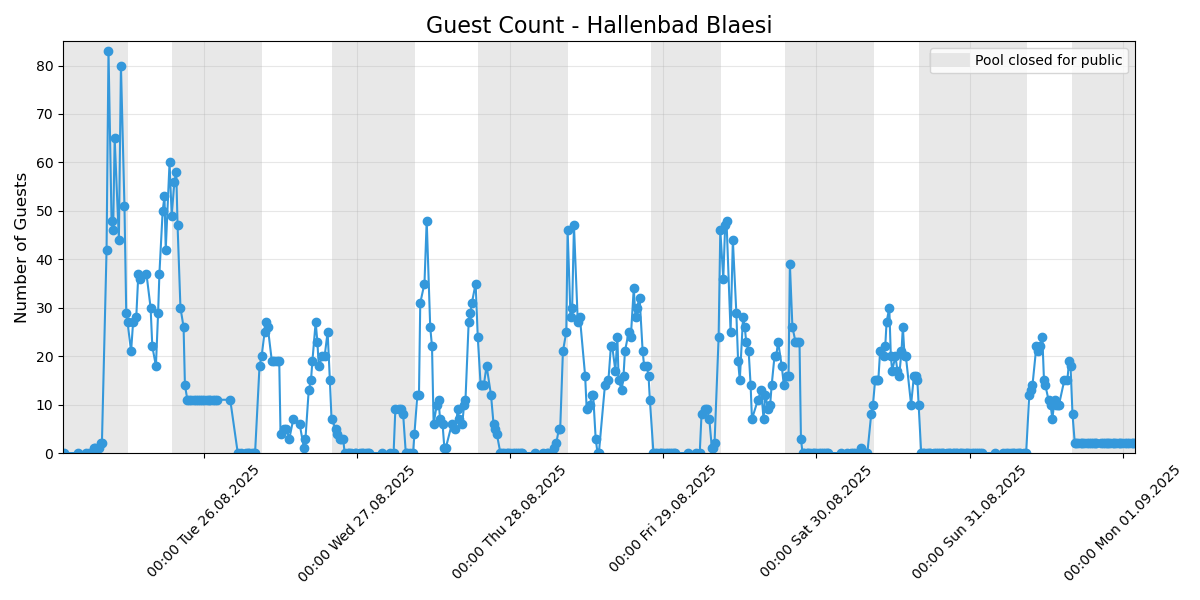 Guest Count - Hallenbad Blaesi
Pool closed for public
Number of Guests
80
70
60
50
40
30
20
10
0
00:00 Tue 26.08.2025
00:00 Wed 27.08.2025
00:00 Thu 28.08.2025
00:00 Fri 29.08.2025
00:00 Sat 30.08.2025
00:00 Sun 31.08.2025
00:00 Mon 01.09.2025